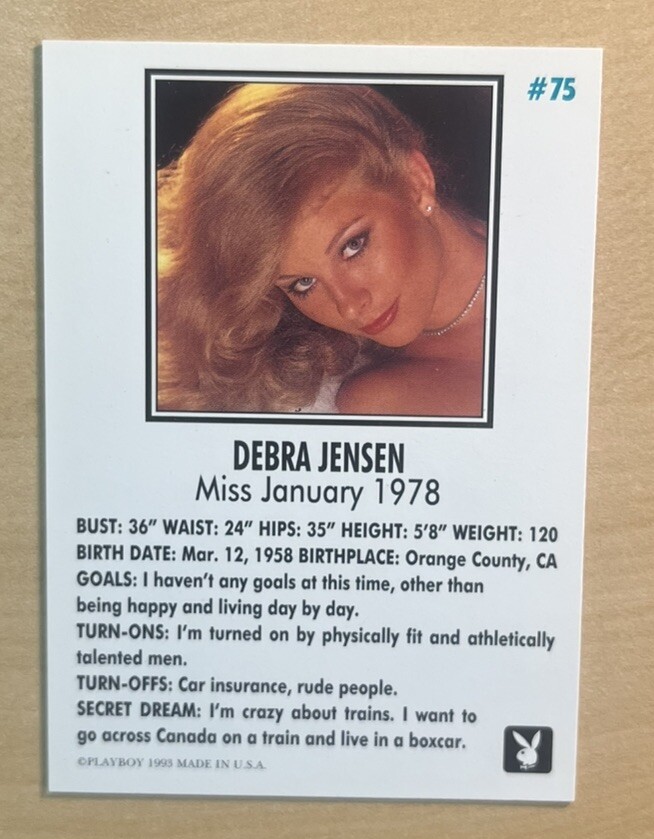 #75
DEBRA JENSEN
Miss January 1978
BUST: 36" WAIST: 24" HIPS: 35" HEIGHT: 5'8" WEIGHT: 120
BIRTH DATE: Mar. 12, 1958 BIRTHPLACE: Orange County, CA
GOALS: I haven't any goals at this time, other than
being happy and living day by day.
TURN-ONS: I'm turned on by physically fit and athletically
talented men.
TURN-OFFS: Car insurance, rude people.
SECRET DREAM: I'm crazy about trains. I want to
go across Canada on a train and live in a boxcar.
©PLAYBOY 1995 MADE IN U.S.A.